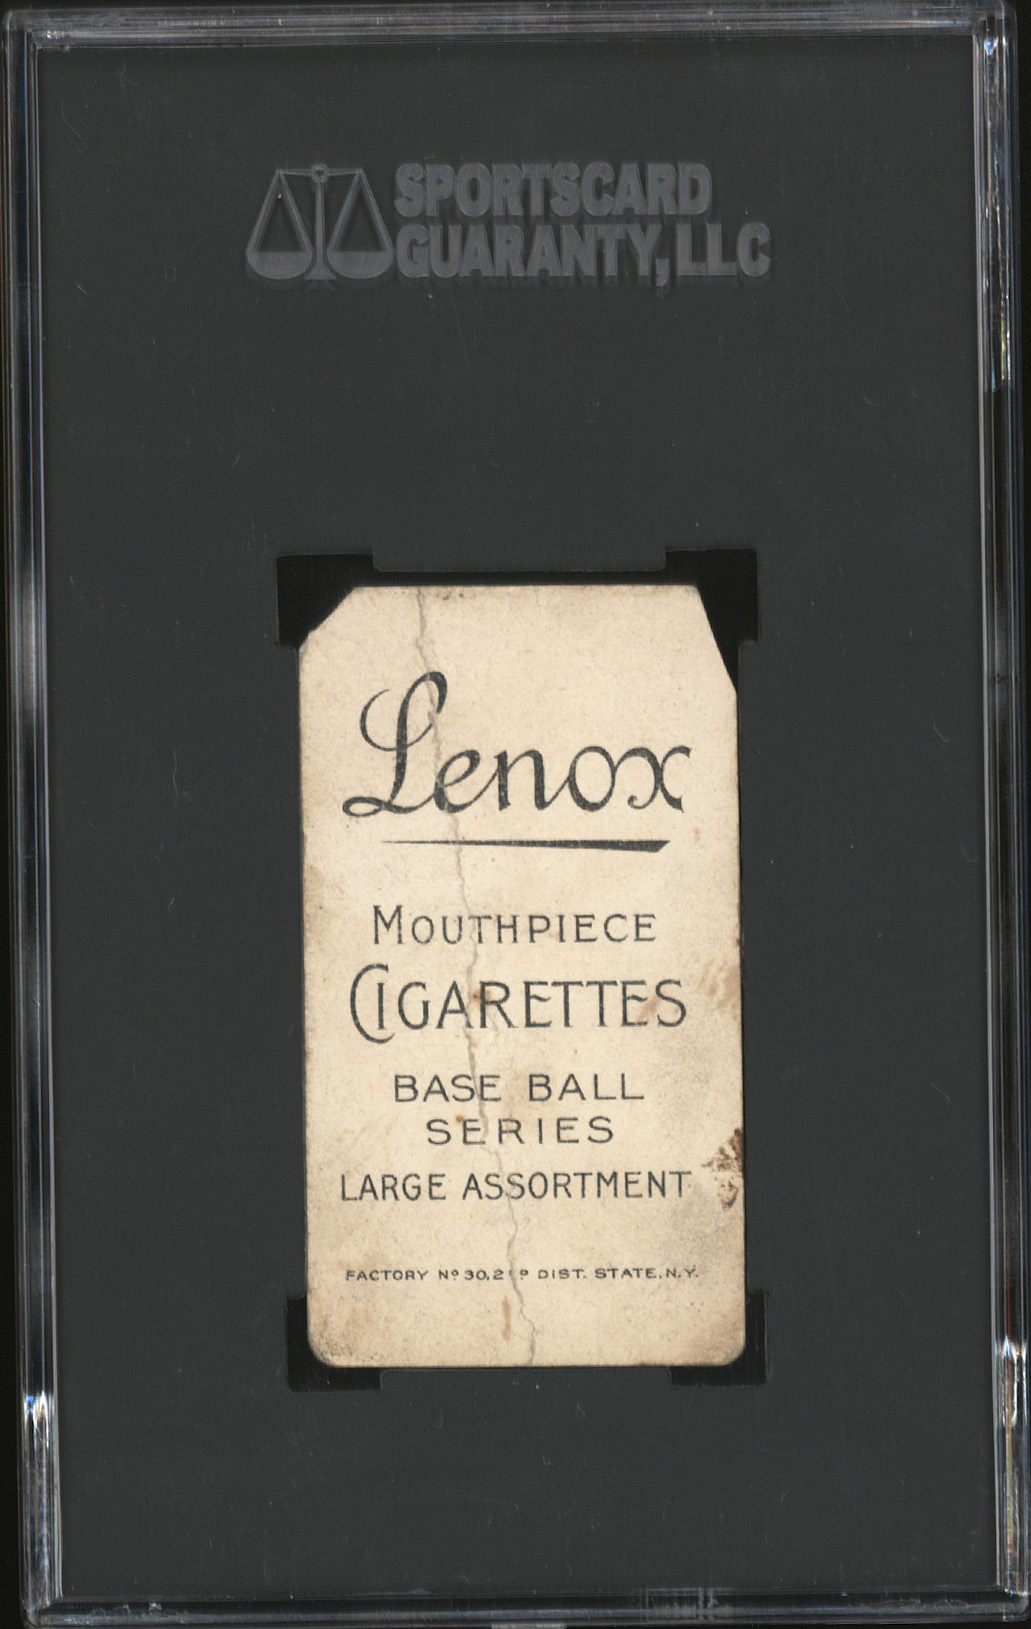 SPORTSCARD
GUARANTY, LLC
Lenox
MOUTHPIECE
CIGARETTES
BASE BALL
SERIES
LARGE ASSORTMENT
FACTORY Nº 30, 2ND DIST. STATE, N.Y.